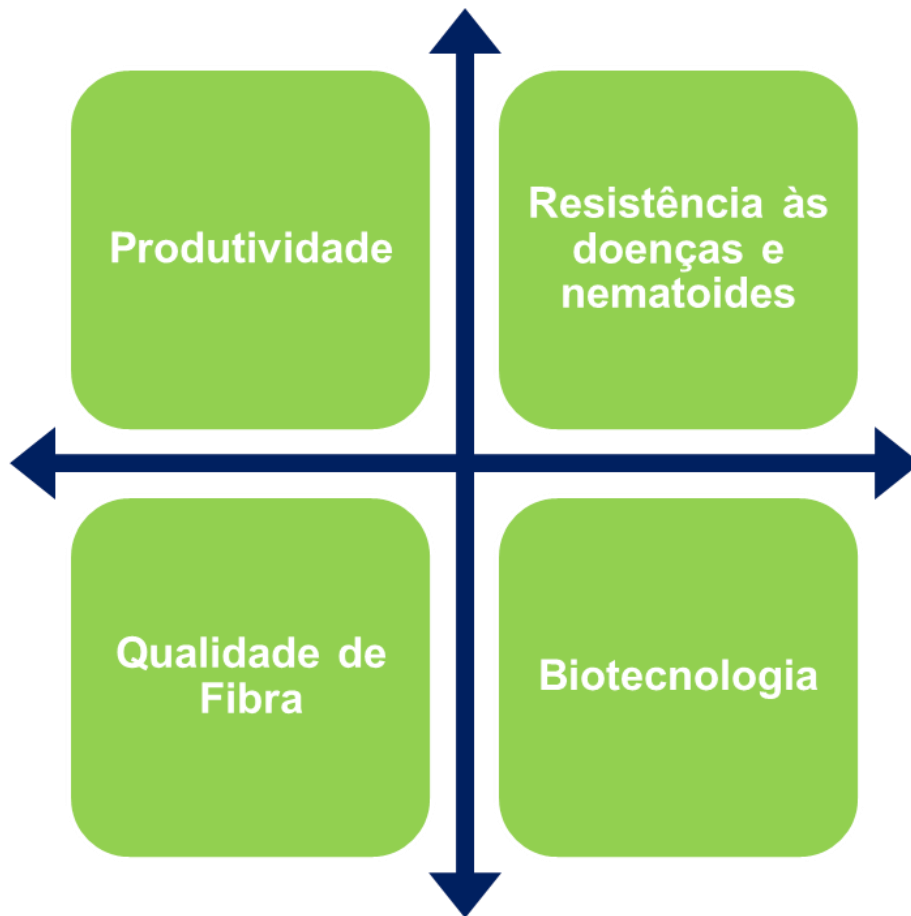 Produtividade
Resistência às
doenças e
nematoides
Qualidade de
Fibra
Biotecnologia